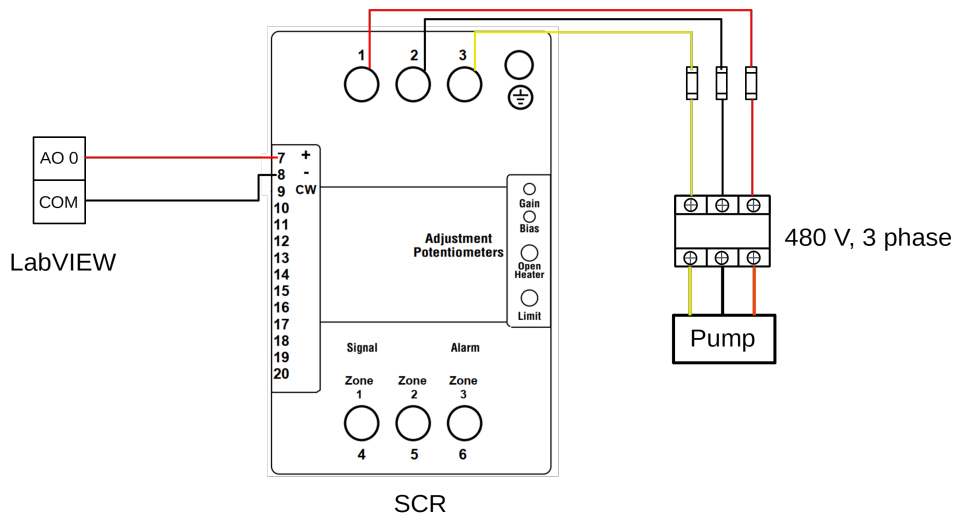 1 2 3
AO 0
COM
LabVIEW
7 +
8 -
9 CW
10
11
12
13
14
15
16
17
18
19
20
Gain
Bias
Open
Heater
Limit
Adjustment
Potentiometers
480 V, 3 phase
Pump
Signal Alarm
Zone Zone Zone
1 2 3
4 5 6
SCR